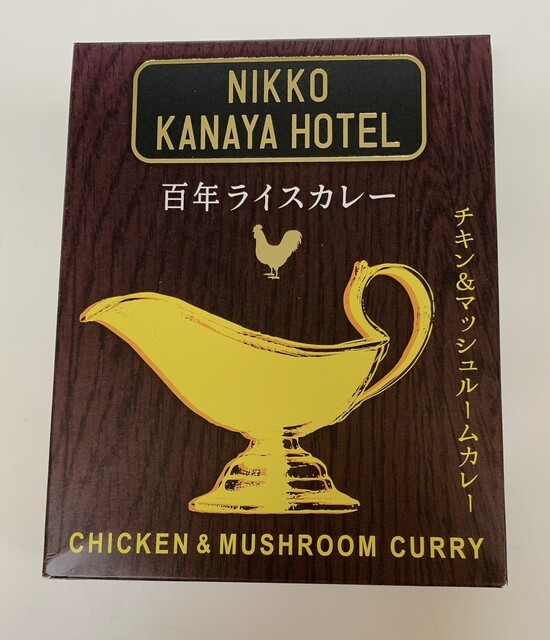 NIKKO
KANAYA HOTEL
百年ライスカレー
チキン&マッシュルームカレー
CHICKEN & MUSHROOM CURRY